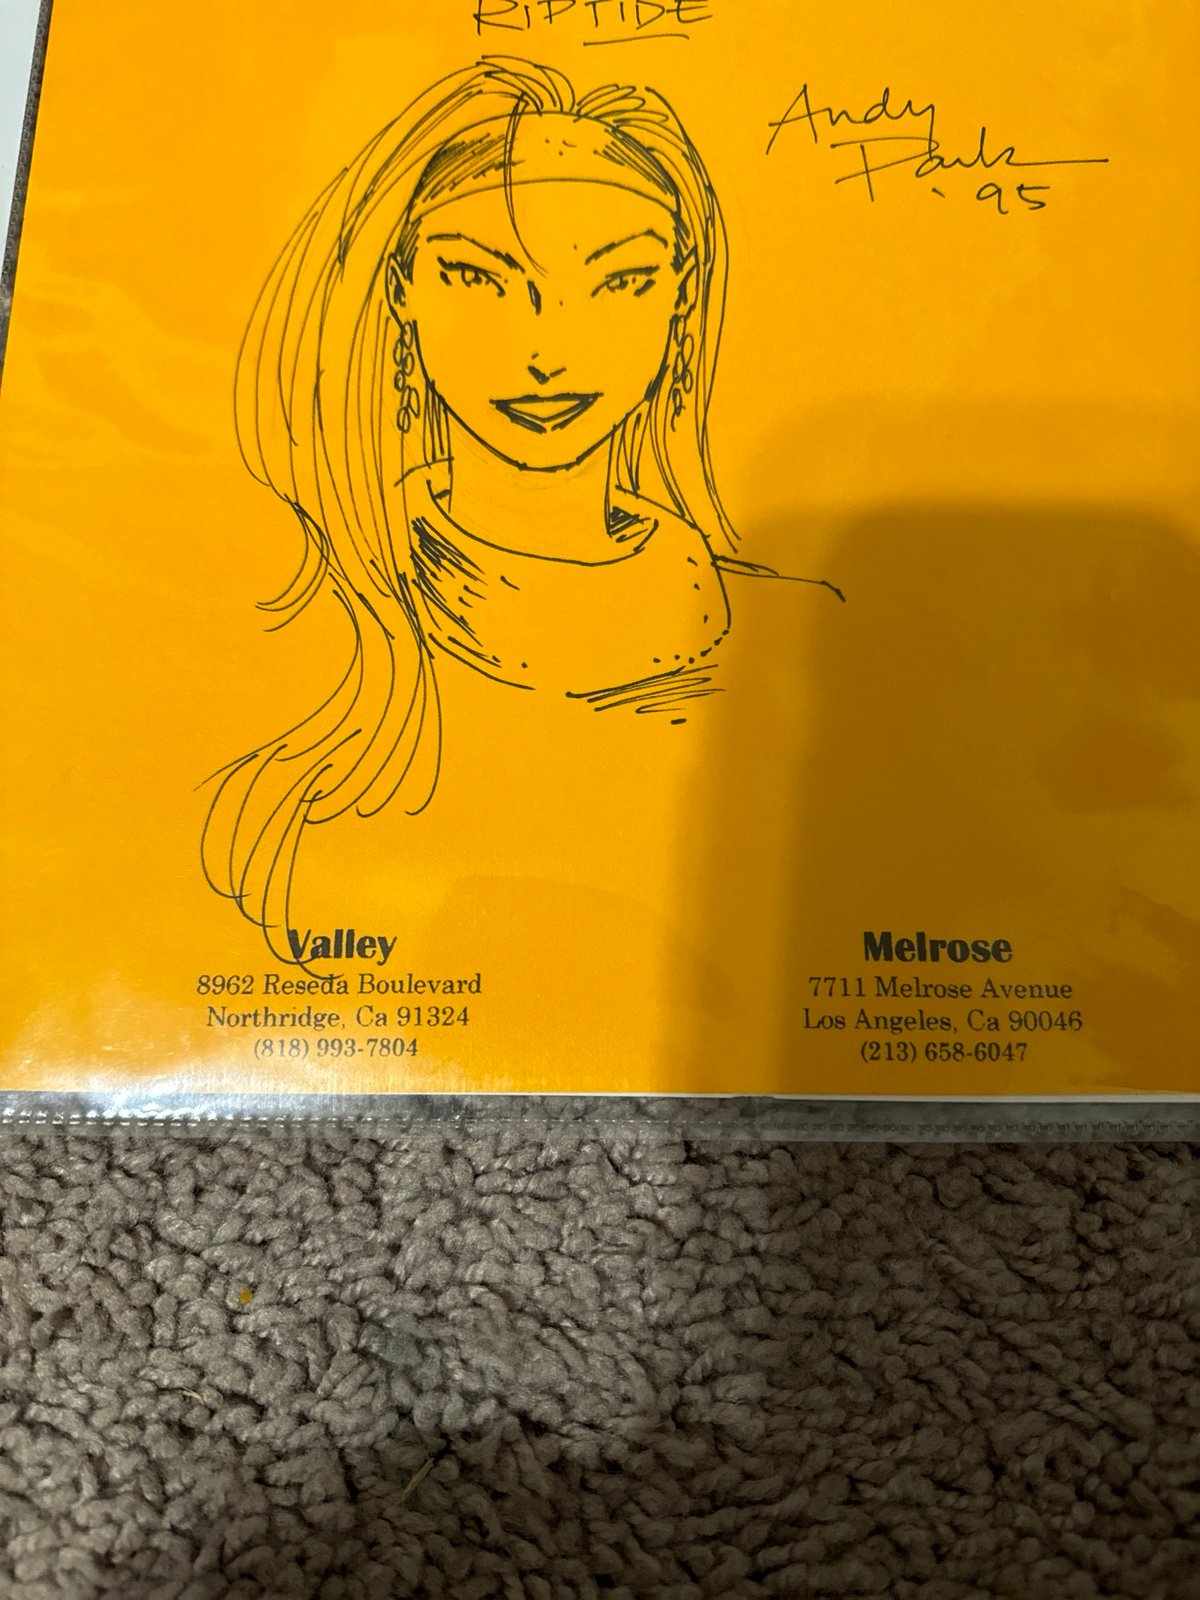 RIPTIDE
Andy
Park
'95
Valley
8962 Reseda Boulevard
Northridge, Ca 91324
(818) 993-7804
Melrose
7711 Melrose Avenue
Los Angeles, Ca 90046
(213) 658-6047